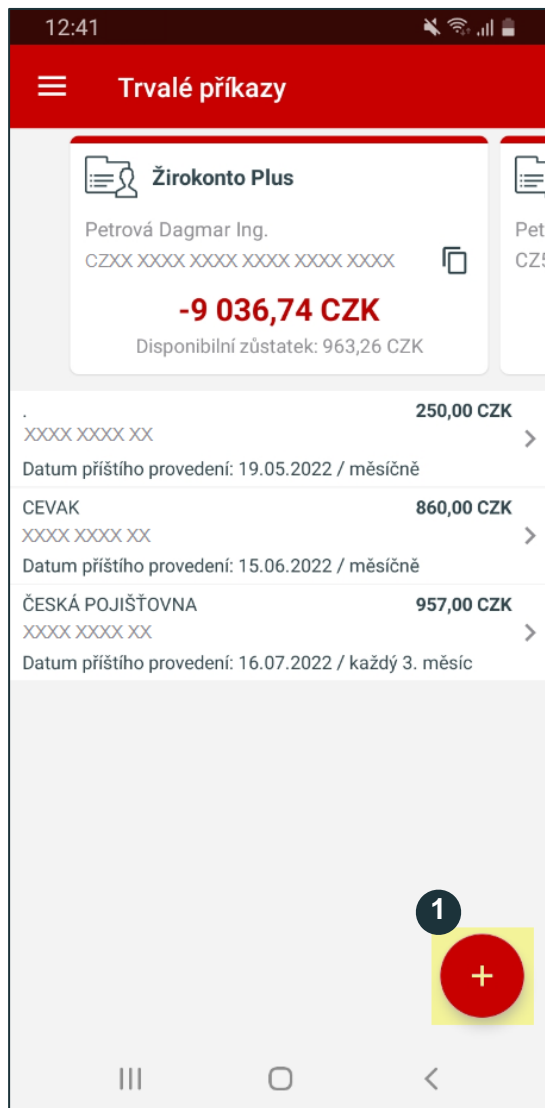 12:41
Trvalé příkazy
Žirokonto Plus
Petrová Dagmar Ing.
CZXX XXXX XXXX XXXX XXXX XXXX
-9 036,74 CZK
Disponibilní zůstatek: 963,26 CZK
Pet
CZ5
.
250,00 CZK
XXXX XXXX XX
Datum příštího provedení: 19.05.2022 / měsíčně
CEVAK
860,00 CZK
XXXX XXXX XX
Datum příštího provedení: 15.06.2022 / měsíčně
ČESKÁ POJIŠŤOVNA
957,00 CZK
XXXX XXXX XX
Datum příštího provedení: 16.07.2022 / každý 3. měsíc
1
+